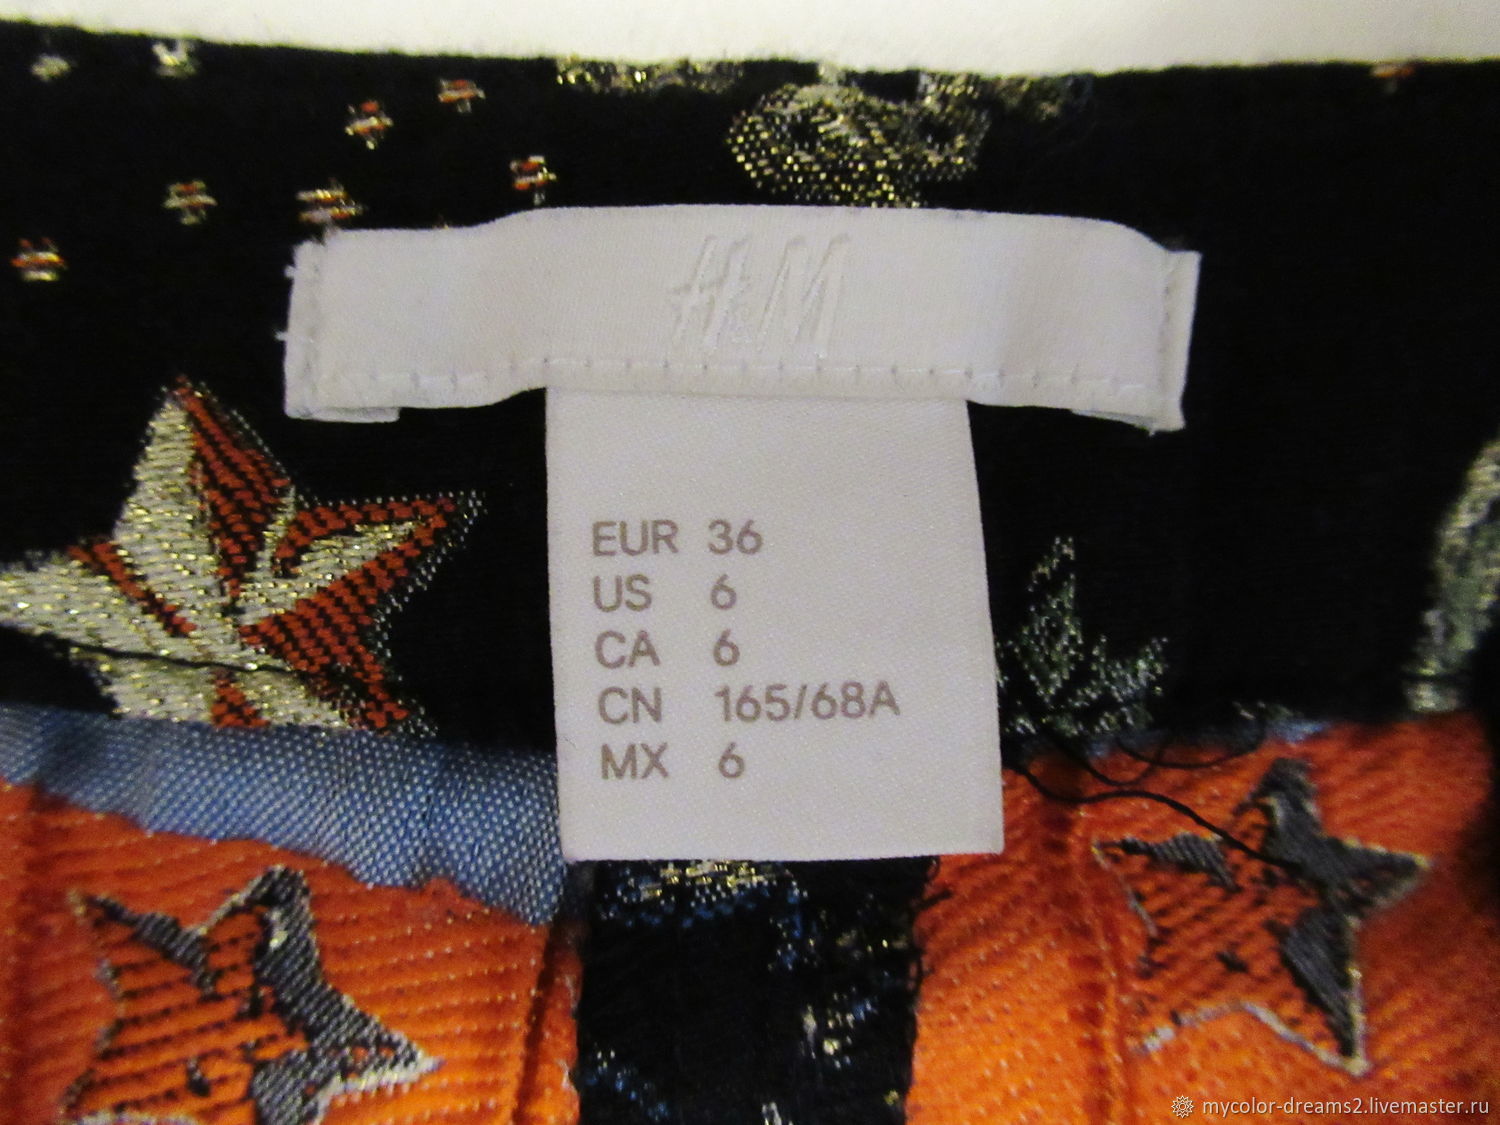 H&M
EUR 36
US 6
CA 6
CN 165/68A
MX 6
mycolor-dreams2.livemaster.ru